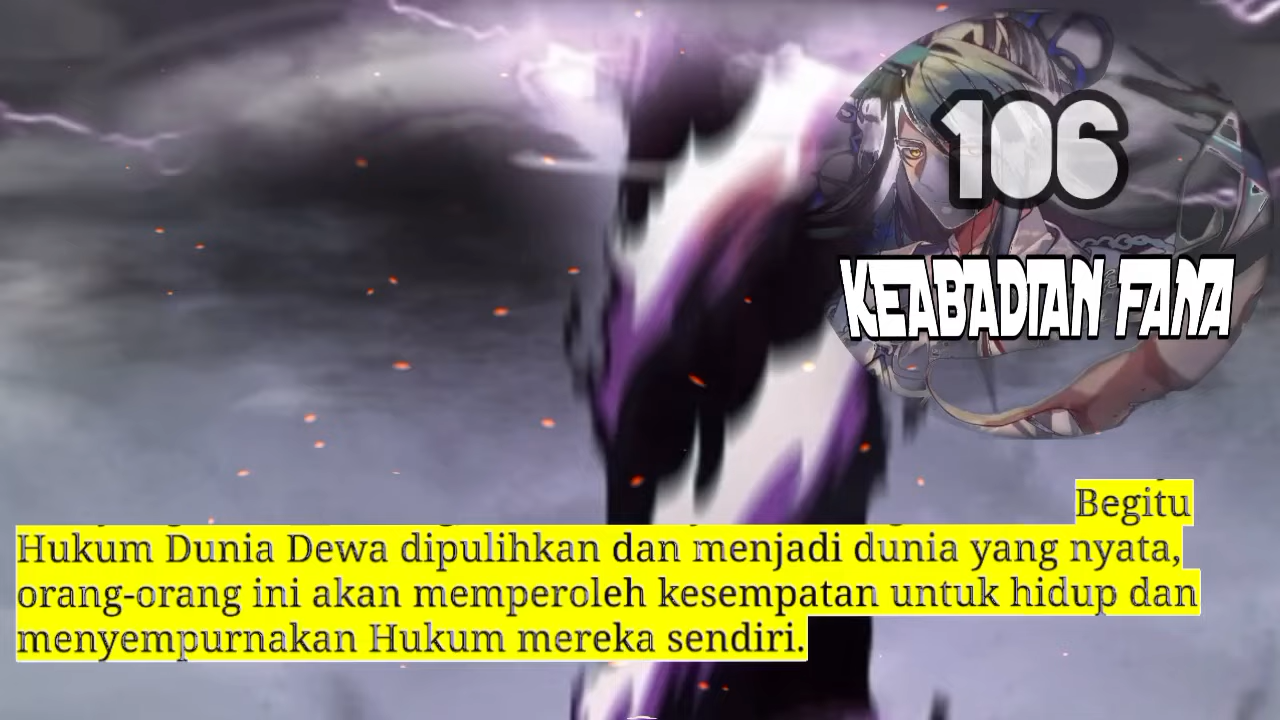 106
KEABADIAN FANA
Begitu
Hukum Dunia Dewa dipulihkan dan menjadi dunia yang nyata,
orang-orang ini akan memperoleh kesempatan untuk hidup dan
menyempurnakan Hukum mereka sendiri.